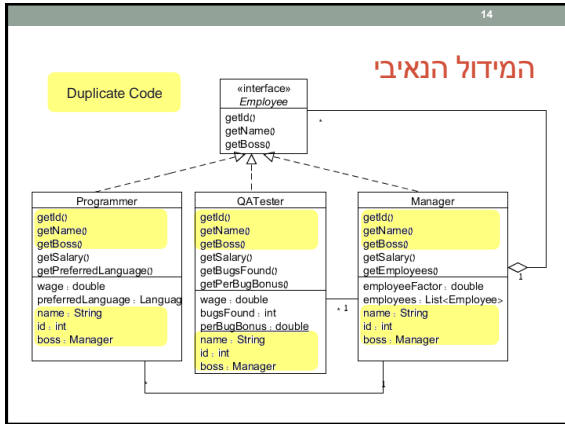 14
המידול הנאיבי
Duplicate Code
«interface»
Employee
getId()
getName()
getBoss()
*
Programmer
getId()
getName()
getBoss()
getSalary()
getPreferredLanguage()
wage : double
preferredLanguage : Languag
name : String
id : int
boss : Manager
QATester
getId()
getName()
getBoss()
getSalary()
getBugsFound()
getPerBugBonus()
wage : double
bugsFound : int
perBugBonus : double
name : String
id : int
boss : Manager
Manager
getId()
getName()
getBoss()
getSalary()
getEmployees()
employeeFactor : double
employees : List<Employee>
name : String
id : int
boss : Manager
1
* 1
*
1